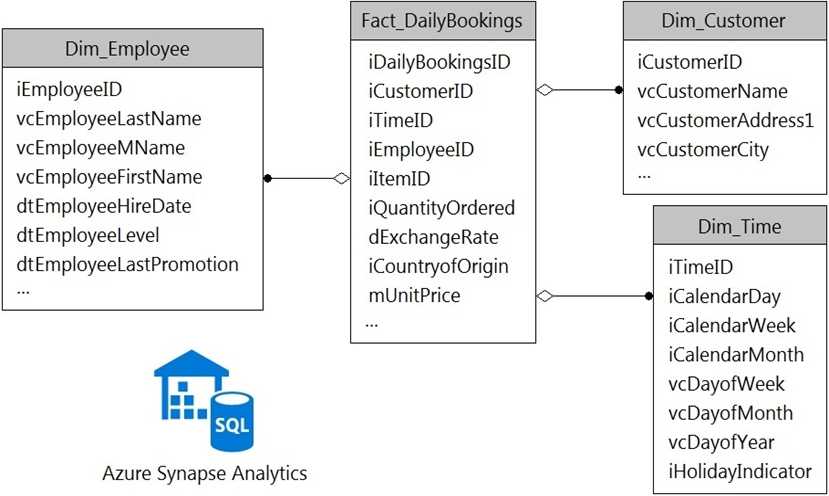 Dim_Employee
iEmployeeID
vcEmployeeLastName
vcEmployeeMName
vcEmployeeFirstName
dtEmployeeHireDate
dtEmployeeLevel
dtEmployeeLastPromotion
...
Fact_DailyBookings
iDailyBookingsID
iCustomerID
iTimeID
iEmployeeID
iItemID
iQuantityOrdered
dExchangeRate
iCountryofOrigin
mUnitPrice
...
Dim_Customer
iCustomerID
vcCustomerName
vcCustomerAddress1
vcCustomerCity
...
Dim_Time
iTimeID
iCalendarDay
iCalendarWeek
iCalendarMonth
vcDayofWeek
vcDayofMonth
vcDayofYear
iHolidayIndicator
SQL
Azure Synapse Analytics